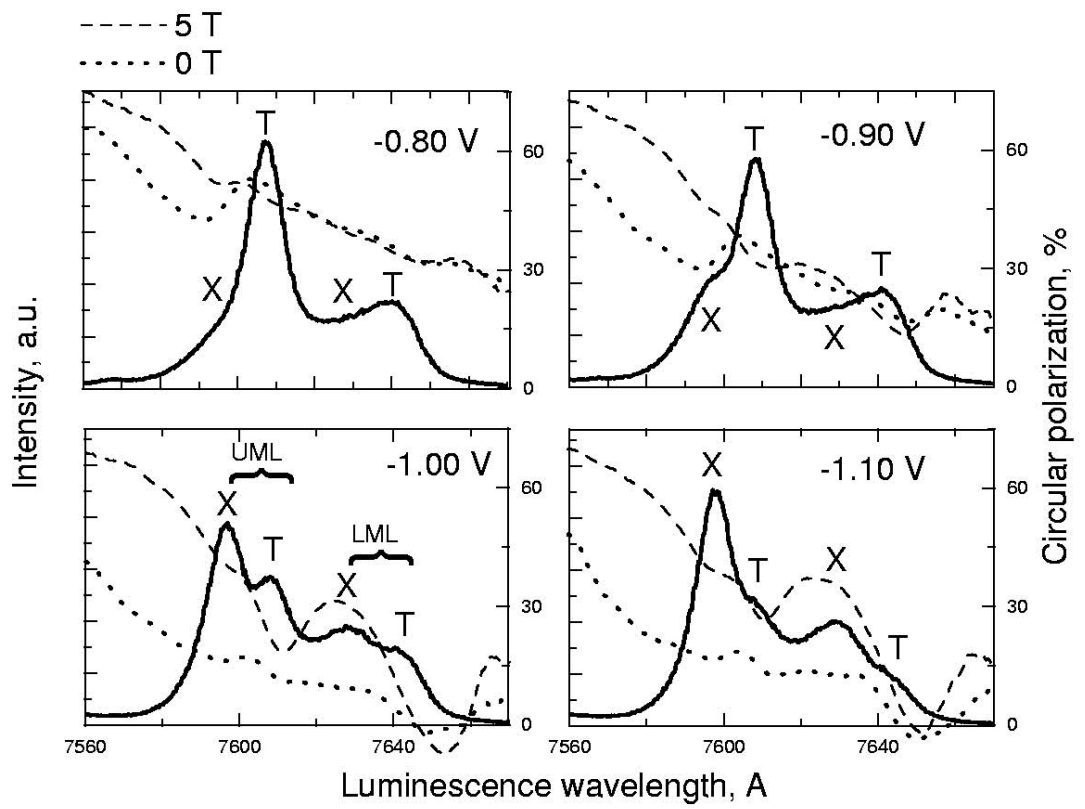 5 T
0 T
T
-0.80 V
60
X
X
T
30
0
T
-0.90 V
60
T
X
X
30
0
UML
-1.00 V
60
X
LML
T
X
30
T
0
7560
7600
7640
X
-1.10 V
60
T
X
30
T
0
7560
7600
7640
Intensity, a.u.
Circular polarization, %
Luminescence wavelength, A